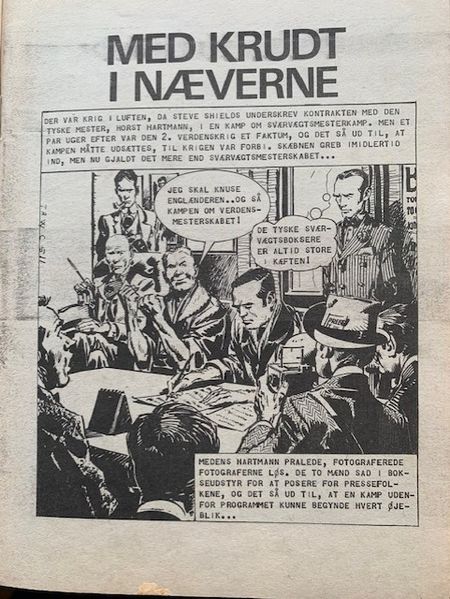 MED KRUDT
I NÆVERNE
DER VAR KRIG I LUFTEN, DA STEVE SHIELDS UNDERSKREV KONTRAKTEN MED DEN
TYSKE MESTER, HORST HARTMANN, I EN KAMP OM SVÆRVÆGTSMESTERKAMP. MEN ET
PAR UGER EFTER VAR DEN 2. VERDENSKRIG ET FAKTUM, OG DET SÅ UD TIL, AT
KAMPEN MÅTTE UDSÆTTES, TIL KRIGEN VAR FORBI. SKÆBNEN GREB IMIDLERTID
IND, MEN NU GJALDT DET MERE END SVÆRVÆGTSMESTERSKABET...
JEG SKAL KNUSE
ENGLÆNDEREN..OG SÅ
KAMPEN OM VERDENS-
MESTERSKABET!
DE TYSKE SVÆR-
VÆGTSBOKSERE
ER ALTID STORE
I KÆFTEN!
PRESS
MEDENS HARTMANN PRALEDE, FOTOGRAFEREDE
FOTOGRAFERNE LØS. DE TO MÆND SAD I BOK-
SEUDSTYR FOR AT POSERE FOR PRESSEFOL-
KENE, OG DET SÅ UD TIL, AT EN KAMP UDEN-
FOR PROGRAMMET KUNNE BEGYNDE HVERT ØJE-
BLIK...